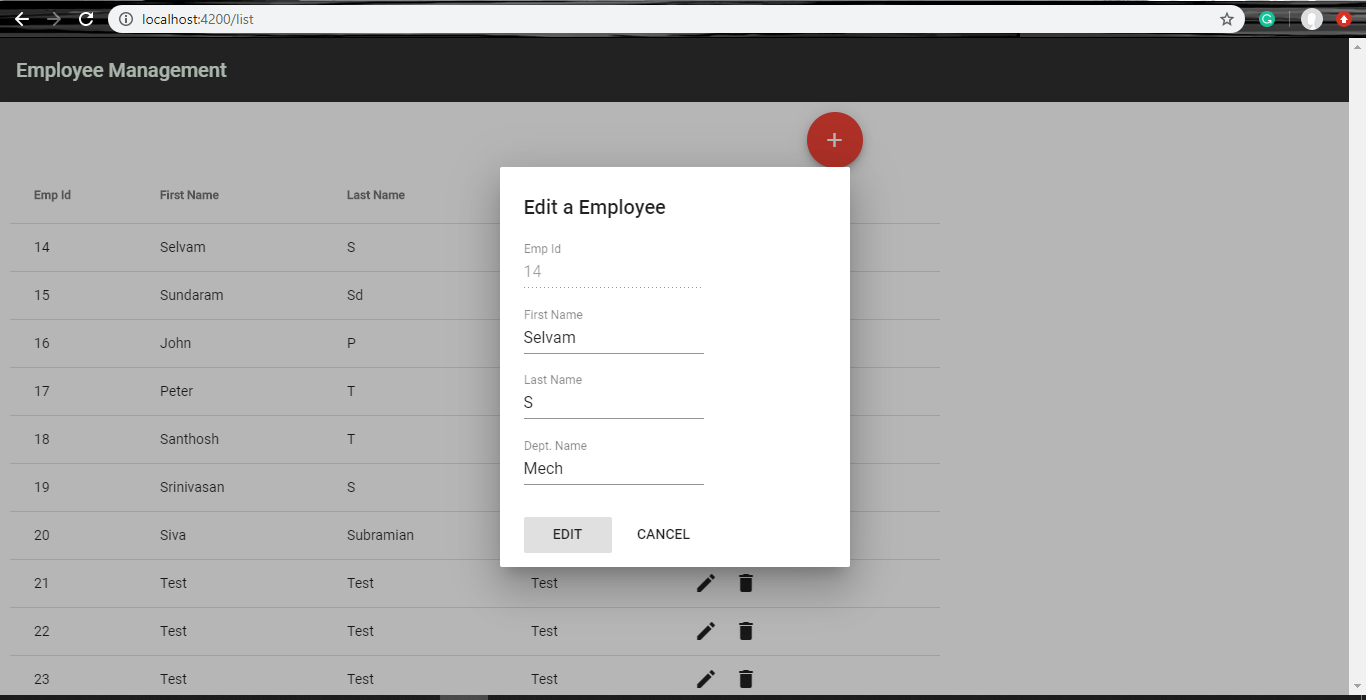 localhost:4200/list
Employee Management
Emp Id First Name Last Name
14 Selvam S
15 Sundaram Sd
16 John P
17 Peter T
18 Santhosh T
19 Srinivasan S
20 Siva Subramian
21 Test Test Test
22 Test Test Test
23 Test Test Test
Edit a Employee
Emp Id
14
First Name
Selvam
Last Name
S
Dept. Name
Mech
EDIT CANCEL